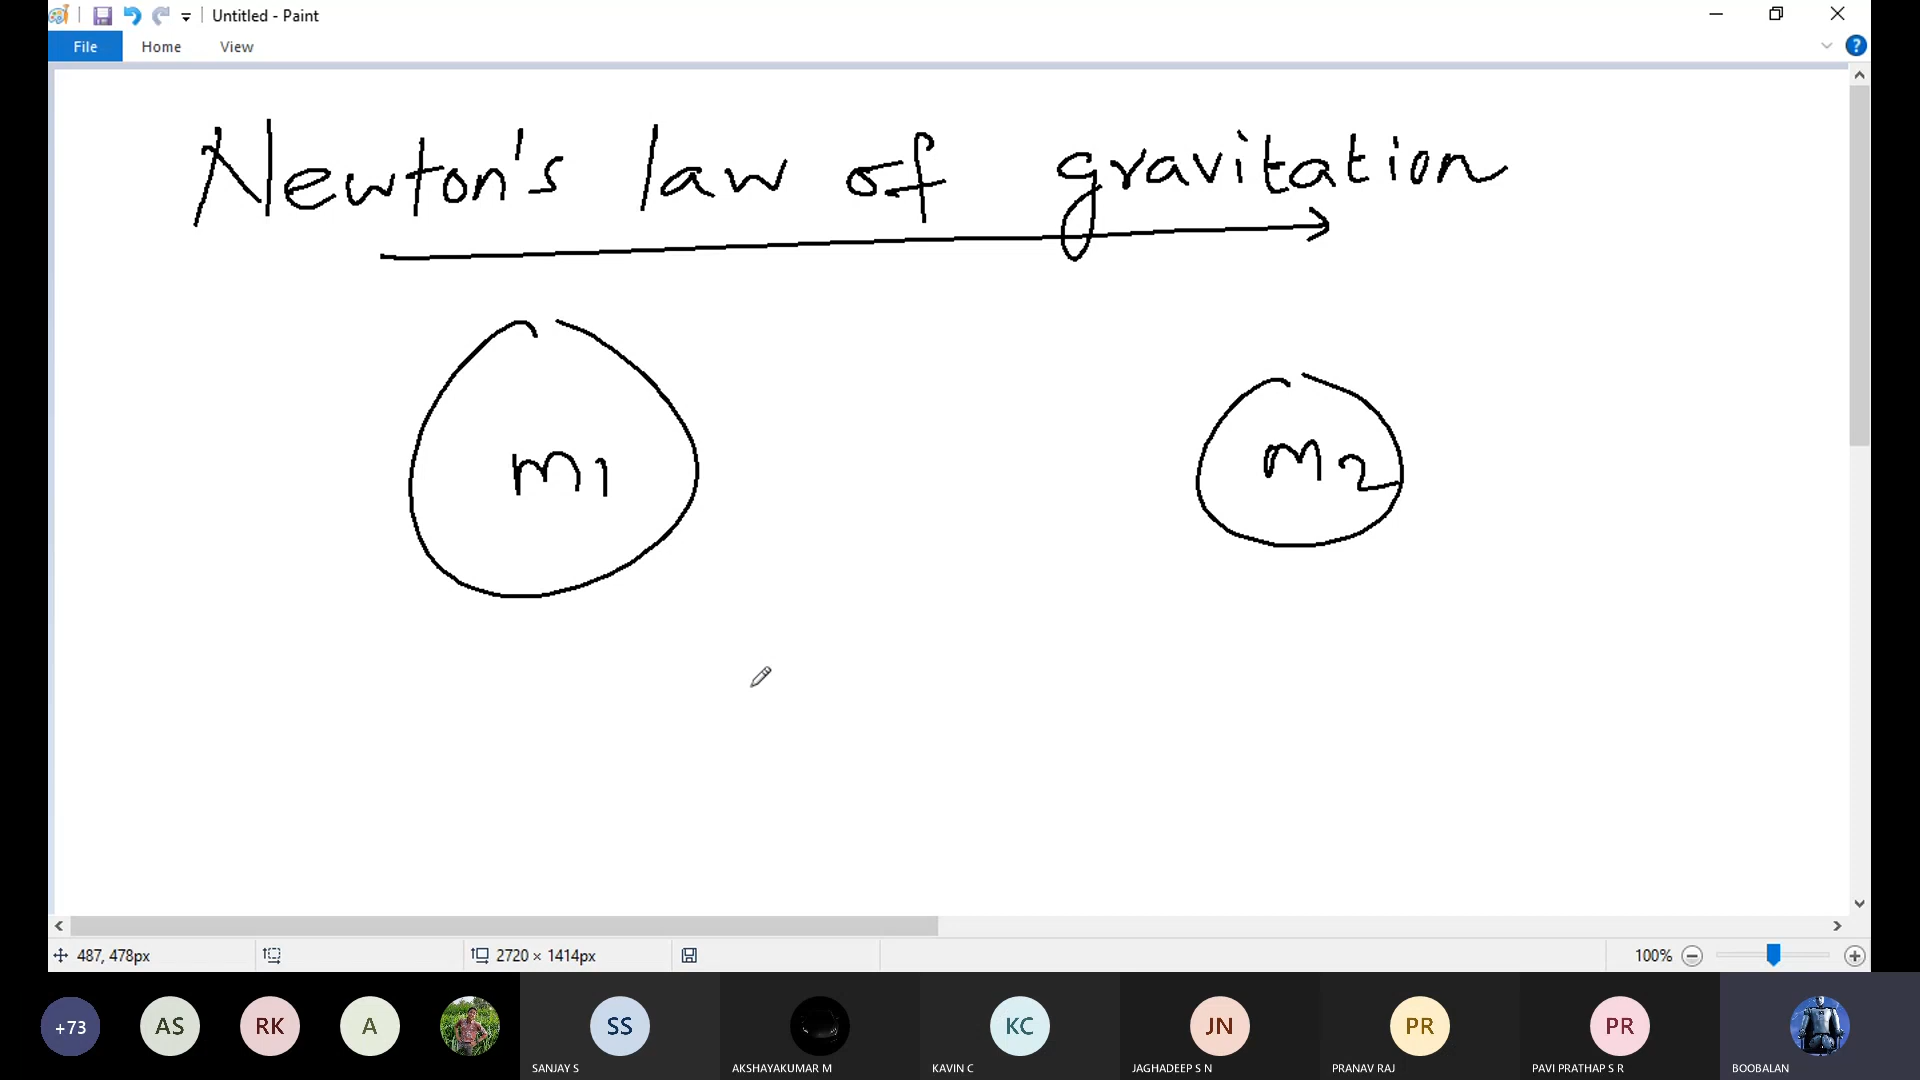 Untitled - Paint
File Home View
Newton's law of gravitation
m1
m2
487, 478px
2720 × 1414px
100%
+73
AS
RK
A
SS
KC
JN
PR
PR
SANJAY S
AKSHAYAKUMAR M
KAVIN C
JAGHADEEP S N
PRANAV RAJ
PAVI PRATHAP S R
BOOBALAN